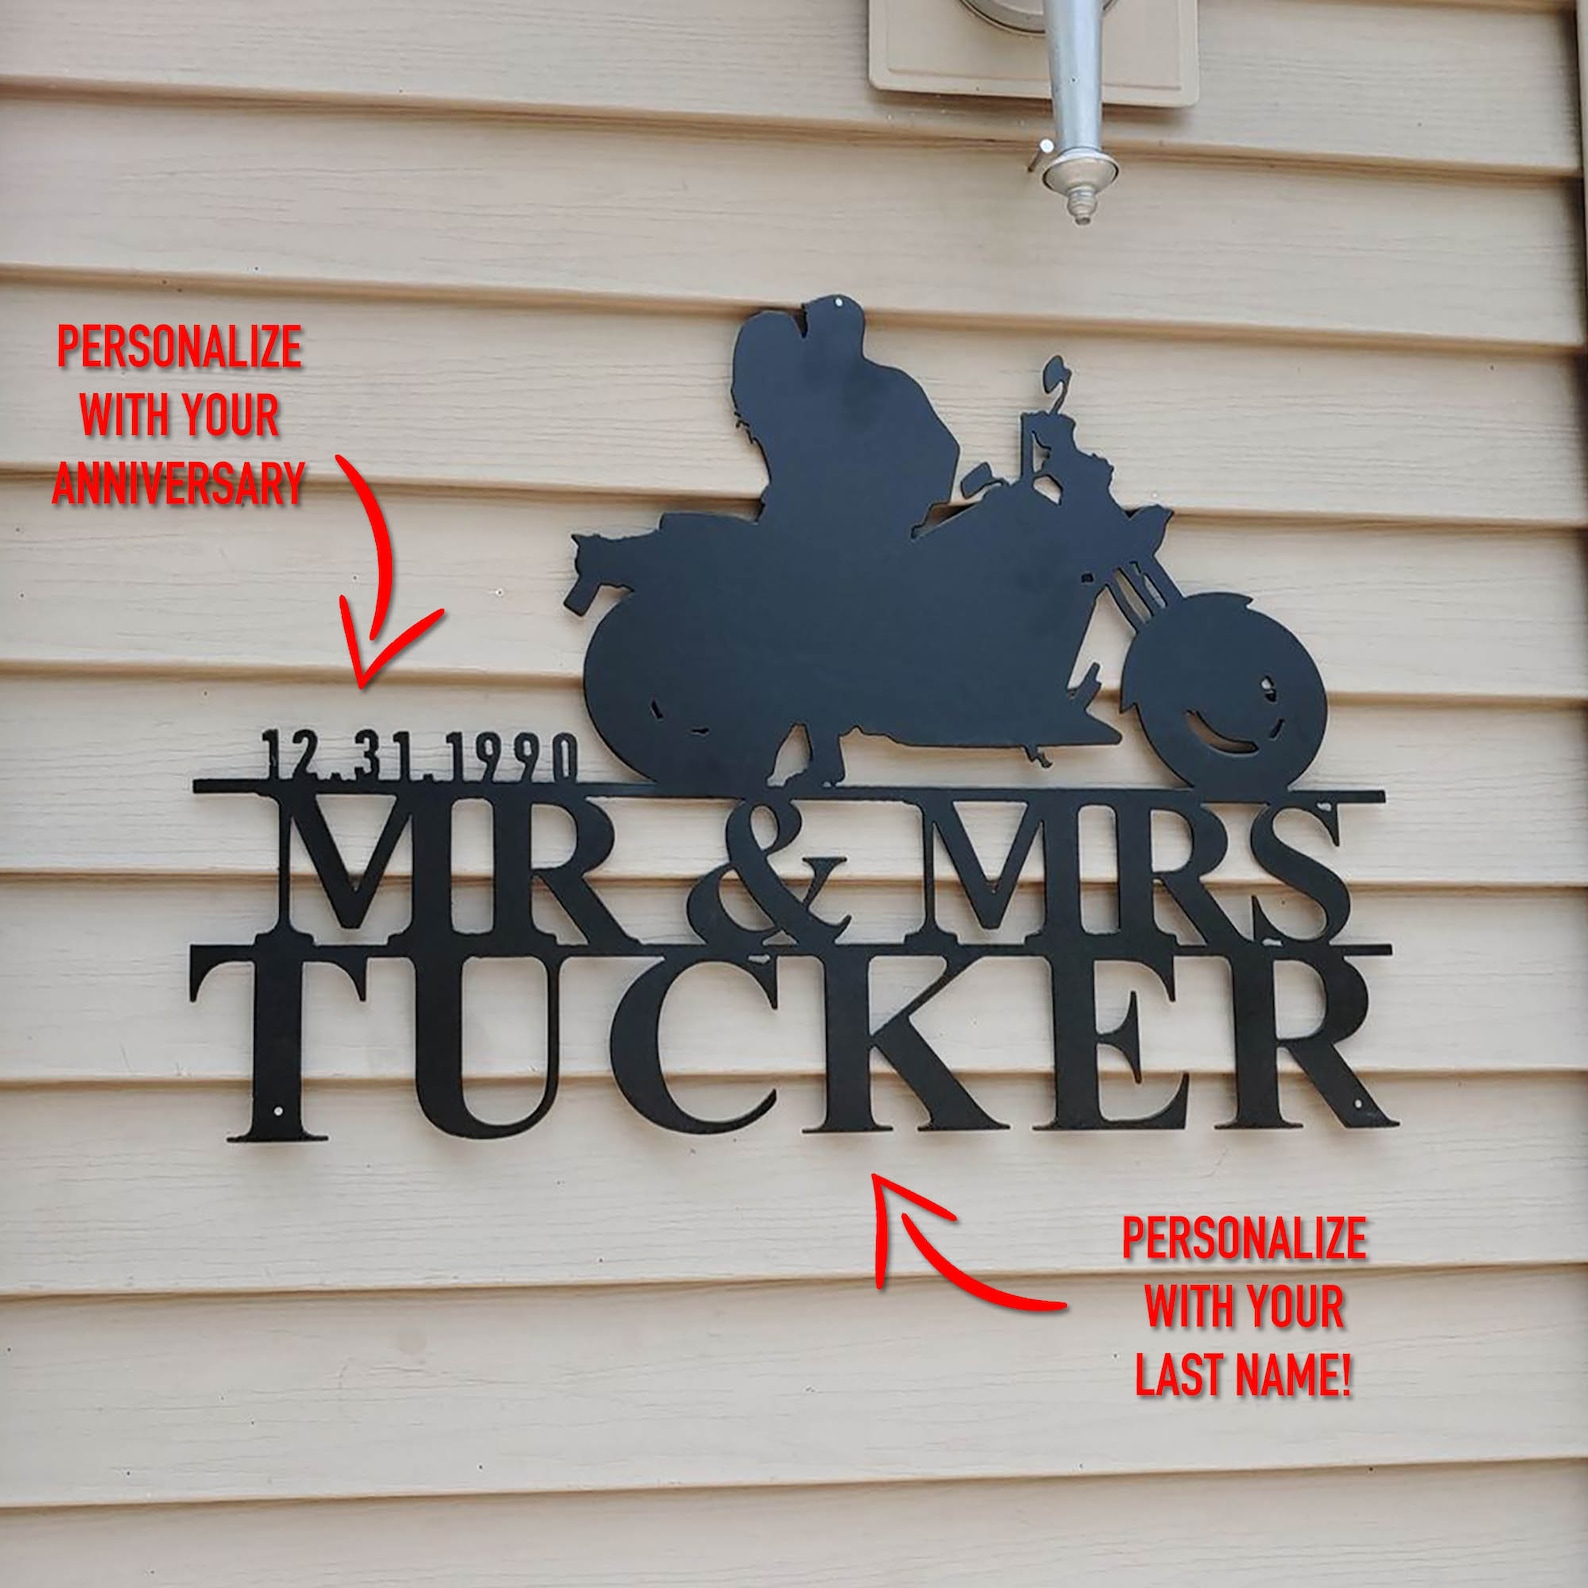 PERSONALIZE
WITH YOUR
ANNIVERSARY
12.31.1990
MR & MRS
TUCKER
PERSONALIZE
WITH YOUR
LAST NAME!